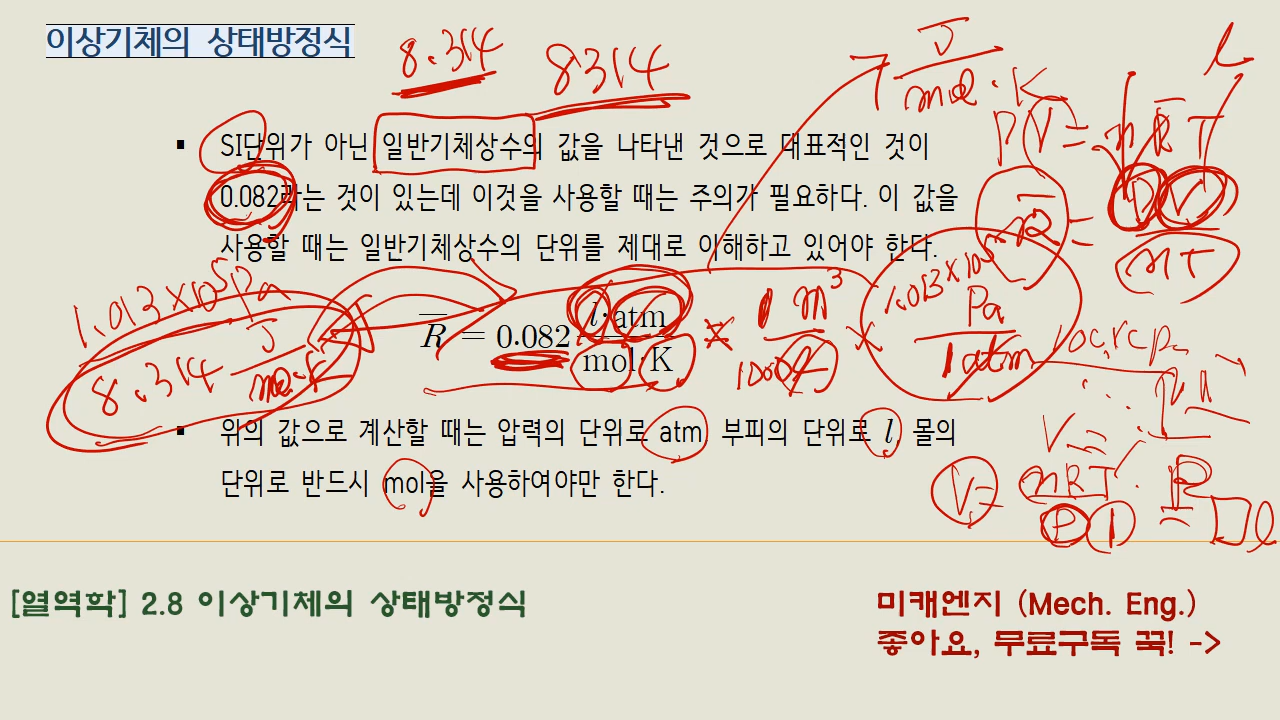 이상기체의 상태방정식
8.314 8314 J
mol·K
▪ SI단위가 아닌 일반기체상수의 값을 나타낸 것으로 대표적인 것이
0.082라는 것이 있는데 이것을 사용할 때는 주의가 필요하다. 이 값을
사용할 때는 일반기체상수의 단위를 제대로 이해하고 있어야 한다.
PV = nRT
R = PV / nT
1.013×10⁵Pa
8.314 J / mol·K
R = 0.082 l·atm / mol·K × 1 m³ / 1000l × 1.013×10⁵ Pa / 1atm
▪ 위의 값으로 계산할 때는 압력의 단위로 atm, 부피의 단위로 l, 몰의
단위로 반드시 mol을 사용하여야만 한다.
V = nRT / P
[열역학] 2.8 이상기체의 상태방정식
미캐엔지 (Mech. Eng.)
좋아요, 무료구독 꾹! ->